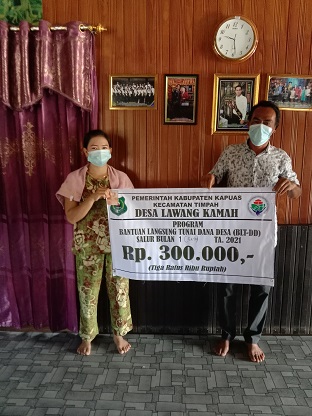 PEMERINTAH KABUPATEN KAPUAS
KECAMATAN TIMPAH
DESA LAWANG KAMAH
PROGRAM
BANTUAN LANGSUNG TUNAI DANA DESA (BLT-DD)
SALUR BULAN TA. 2021
Rp. 300.000,-
(Tiga Ratus Ribu Rupiah)